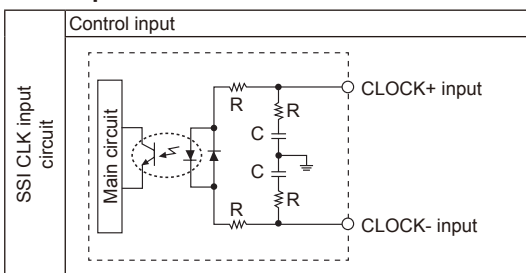 Control input
SSI CLK input
circuit
Main circuit
CLOCK+ input
R
R
C
C
R
R
CLOCK- input